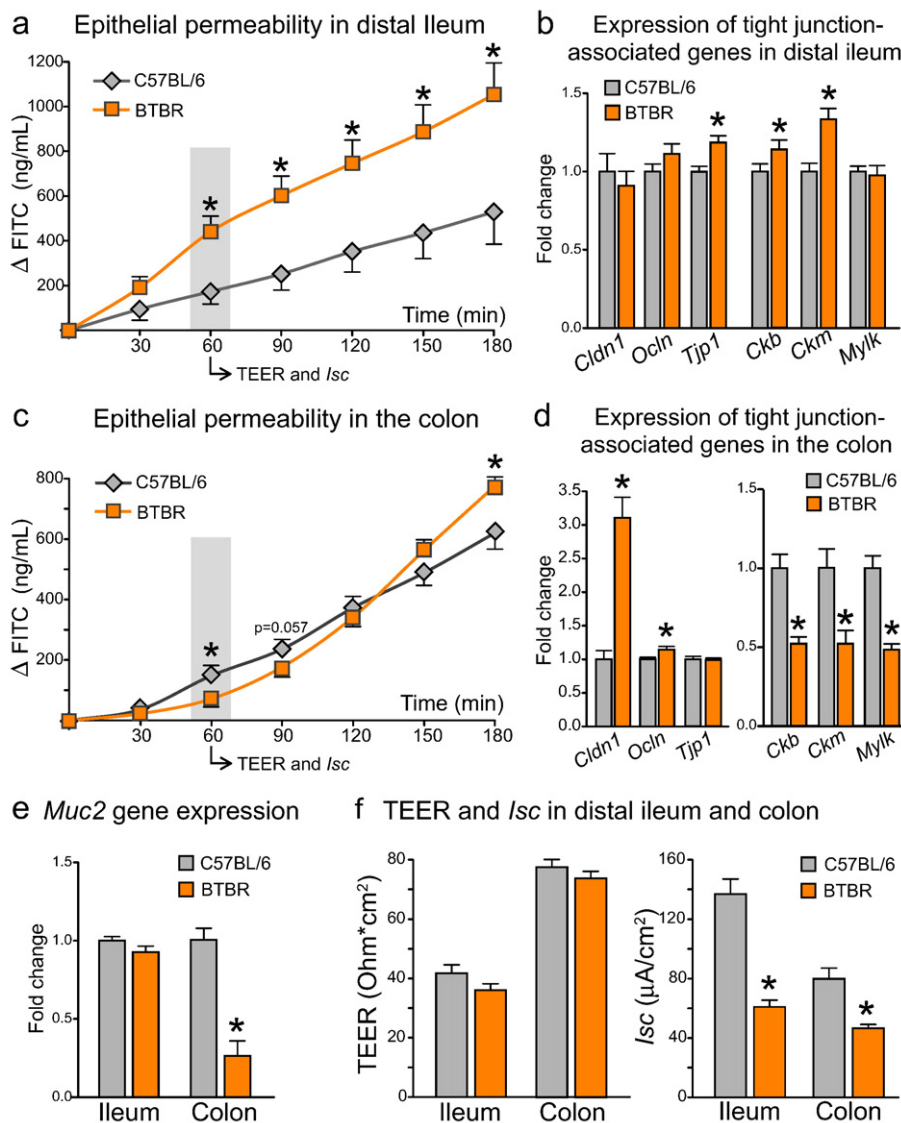 a Epithelial permeability in distal Ileum
Δ FITC (ng/mL)
1200
1000
800
600
400
200
C57BL/6
BTBR
*
*
*
*
*
Time (min)
30 60 90 120 150 180
TEER and Isc
b Expression of tight junction-
associated genes in distal ileum
Fold change
1.5
1.0
0.5
0.0
C57BL/6
BTBR
*
*
*
Cldn1 Ocln Tjp1 Ckb Ckm Mylk
c Epithelial permeability in the colon
Δ FITC (ng/mL)
800
600
400
200
C57BL/6
BTBR
*
p=0.057
*
Time (min)
30 60 90 120 150 180
TEER and Isc
d Expression of tight junction-
associated genes in the colon
Fold change
3.5
3.0
2.0
1.0
0.0
*
*
Cldn1 Ocln Tjp1
C57BL/6
BTBR
1.5
1.0
0.5
0.0
*
*
*
Ckb Ckm Mylk
e Muc2 gene expression
Fold change
1.5
1.0
0.5
0.0
C57BL/6
BTBR
*
Ileum Colon
f TEER and Isc in distal ileum and colon
TEER (Ohm*cm2)
80
60
40
20
0
Ileum Colon
Isc (µA/cm2)
160
120
80
40
0
C57BL/6
BTBR
*
*
Ileum Colon